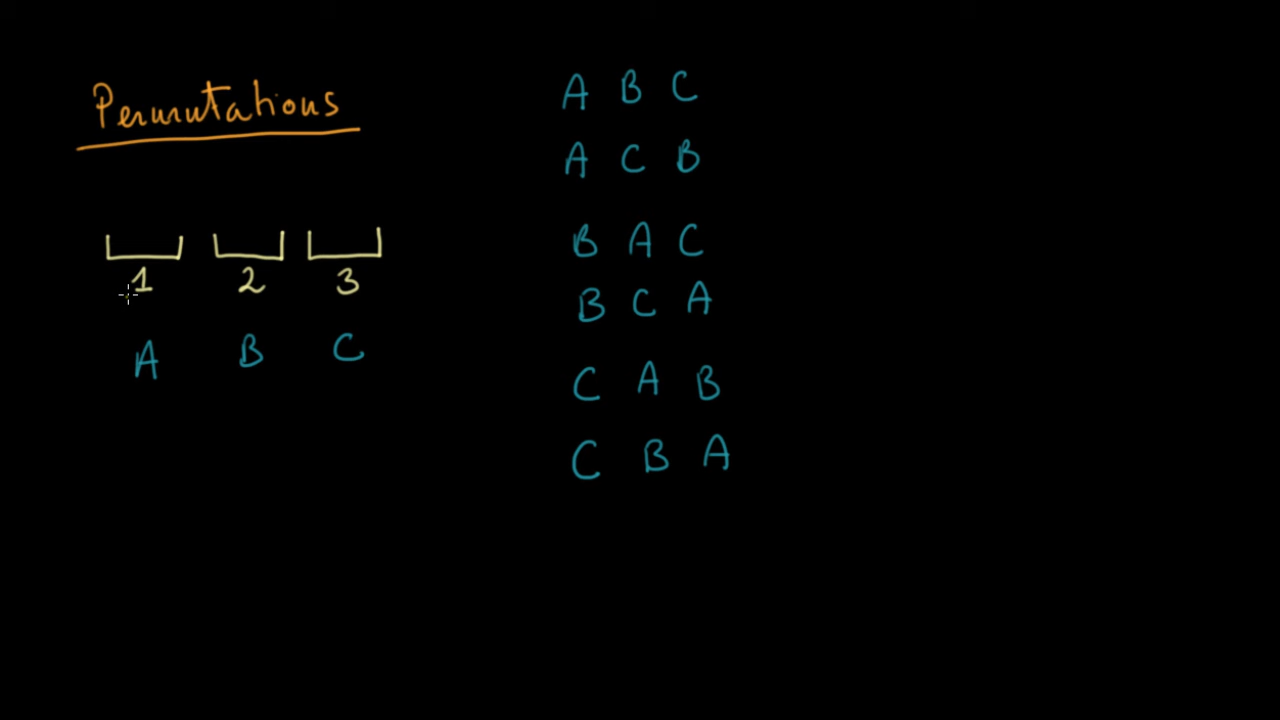 Permutations
1 2 3
A B C
A B C
A C B
B A C
B C A
C A B
C B A